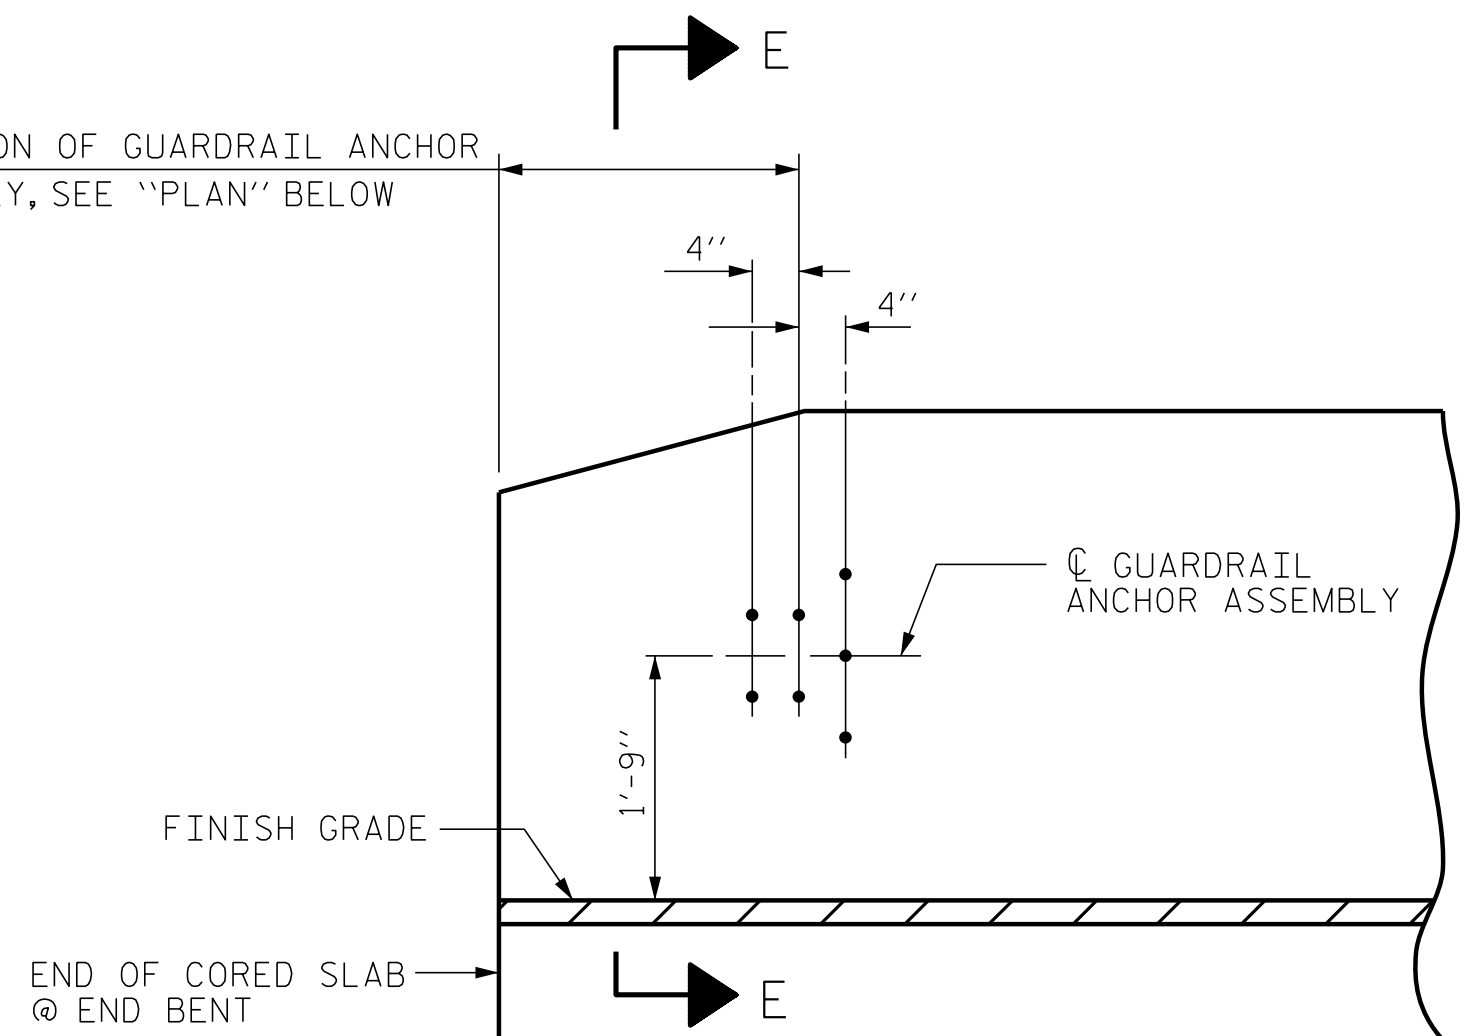 E
OF GUARDRAIL ANCHOR
SEE "PLAN" BELOW
4"
4"
℄ GUARDRAIL
ANCHOR ASSEMBLY
1'-9"
FINISH GRADE
END OF CORED SLAB
@ END BENT
E